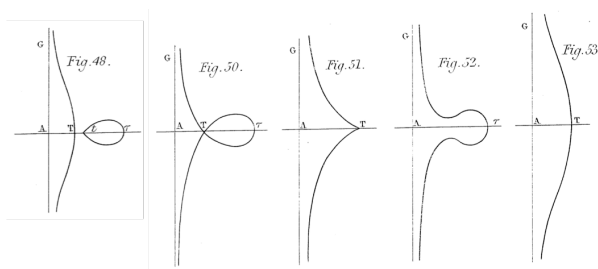 G
Fig. 48.
A T t τ
G
Fig. 50.
A T τ
G
Fig. 51.
A T
G
Fig. 52.
A τ
G
Fig. 53
A T